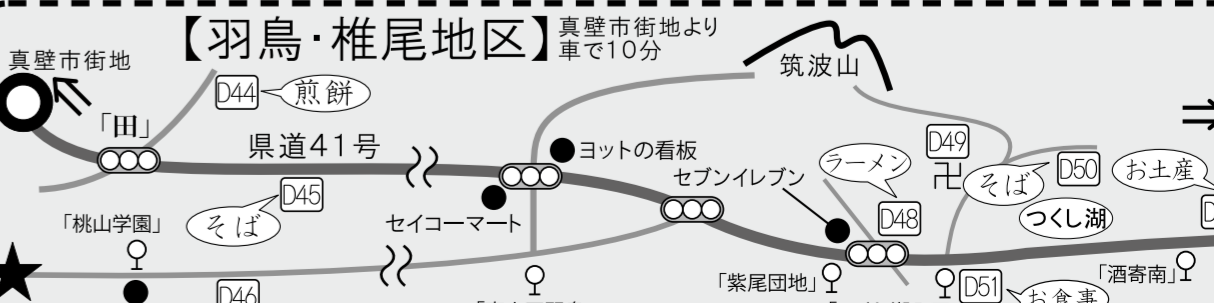 【羽鳥・椎尾地区】
真壁市街地より
車で10分
真壁市街地
筑波山
D44
煎餅
「田」
県道41号
ヨットの看板
ラーメン
D49
卍
そば
D50
お土産
セブンイレブン
D45
そば
セイコーマート
D48
つくし湖
「桃山学園」
「紫尾団地」
「酒寄南」
D46
D51
お食事